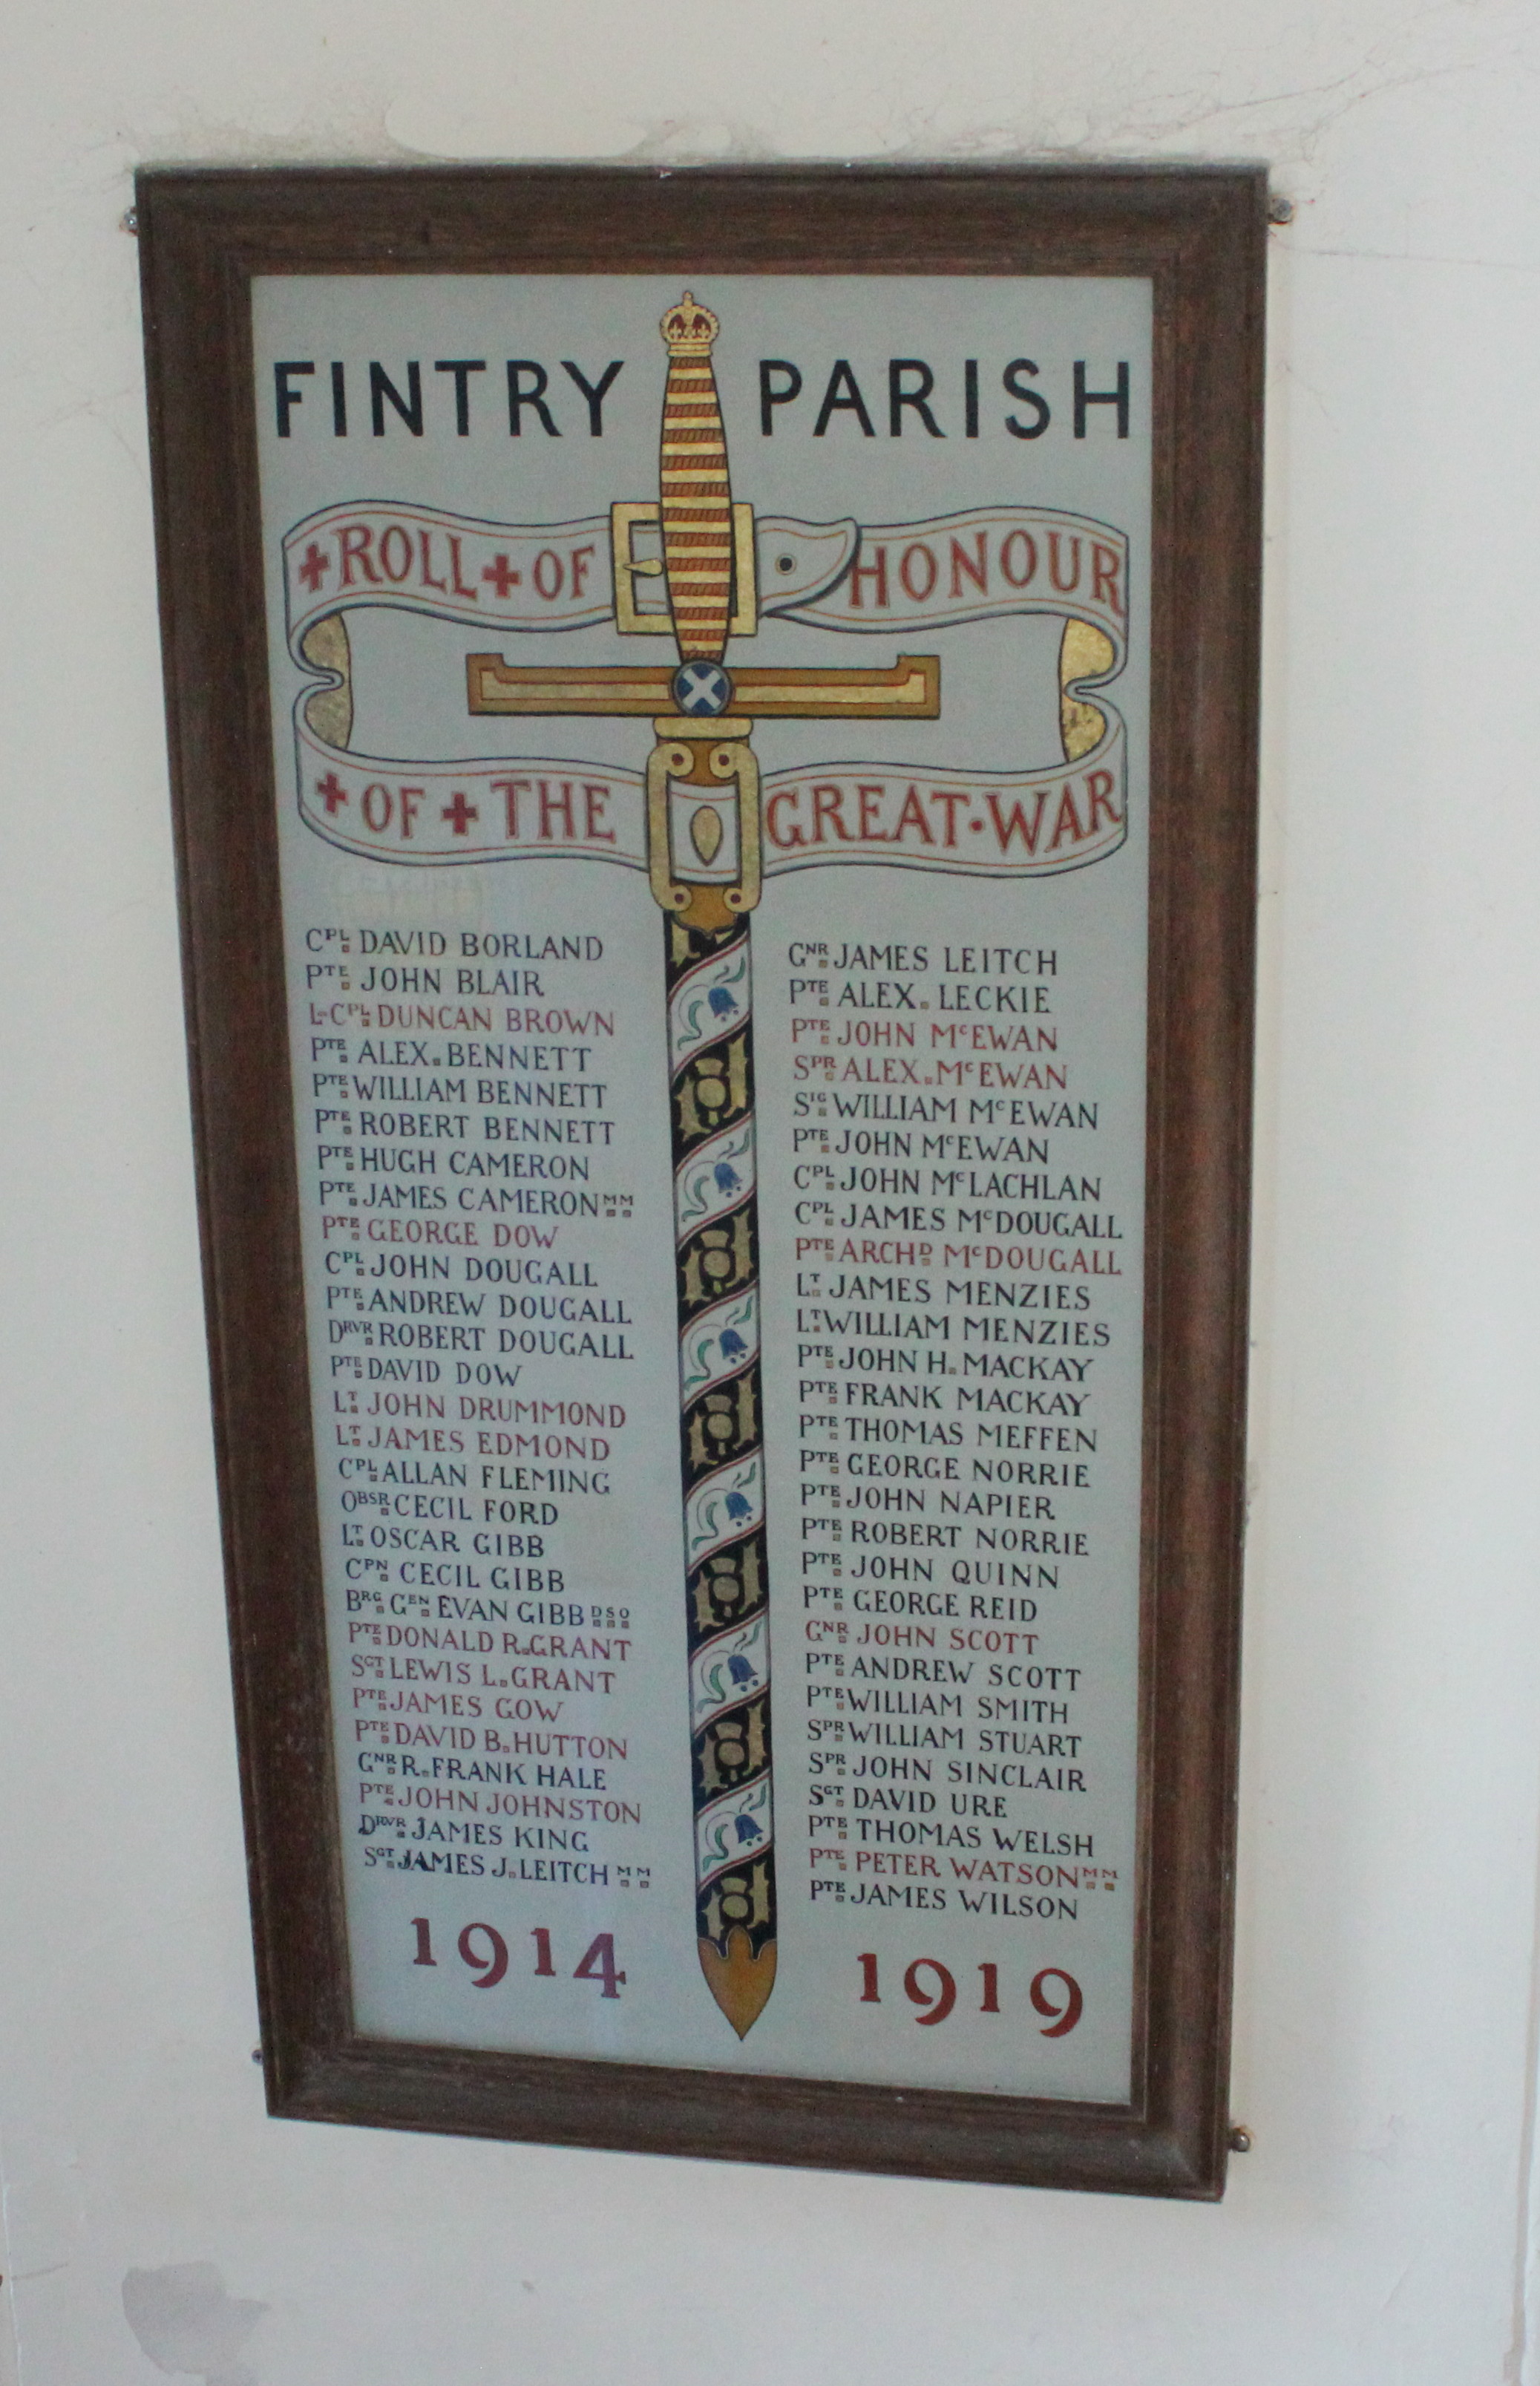 FINTRY PARISH
+ROLL+OF HONOUR
+OF+THE GREAT·WAR
CPL. DAVID BORLAND
PTE. JOHN BLAIR
L-CPL. DUNCAN BROWN
PTE. ALEX. BENNETT
PTE. WILLIAM BENNETT
PTE. ROBERT BENNETT
PTE. HUGH CAMERON
PTE. JAMES CAMERON M.M.
PTE. GEORGE DOW
CPL. JOHN DOUGALL
PTE. ANDREW DOUGALL
DRVR. ROBERT DOUGALL
PTE. DAVID DOW
LT. JOHN DRUMMOND
LT. JAMES EDMOND
CPL. ALLAN FLEMING
OBSR. CECIL FORD
LT. OSCAR GIBB
CPN. CECIL GIBB
BRG. GEN. EVAN GIBB D.S.O.
PTE. DONALD R. GRANT
SGT. LEWIS L. GRANT
PTE. JAMES GOW
PTE. DAVID B. HUTTON
GNR. R. FRANK HALE
PTE. JOHN JOHNSTON
DRVR. JAMES KING
SGT. JAMES J. LEITCH M.M.
GNR. JAMES LEITCH
PTE. ALEX. LECKIE
PTE. JOHN McEWAN
SPR. ALEX. McEWAN
SIG. WILLIAM McEWAN
PTE. JOHN McEWAN
CPL. JOHN McLACHLAN
CPL. JAMES McDOUGALL
PTE. ARCHD. McDOUGALL
LT. JAMES MENZIES
LT. WILLIAM MENZIES
PTE. JOHN H. MACKAY
PTE. FRANK MACKAY
PTE. THOMAS MEFFEN
PTE. GEORGE NORRIE
PTE. JOHN NAPIER
PTE. ROBERT NORRIE
PTE. JOHN QUINN
PTE. GEORGE REID
GNR. JOHN SCOTT
PTE. ANDREW SCOTT
PTE. WILLIAM SMITH
SPR. WILLIAM STUART
SPR. JOHN SINCLAIR
SGT. DAVID URE
PTE. THOMAS WELSH
PTE. PETER WATSON M.M.
PTE. JAMES WILSON
1914 1919